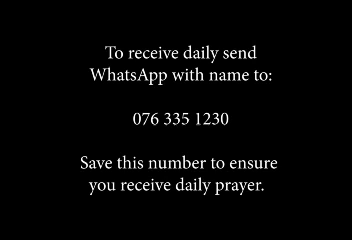 To receive daily send
WhatsApp with name to:
076 335 1230
Save this number to ensure
you receive daily prayer.